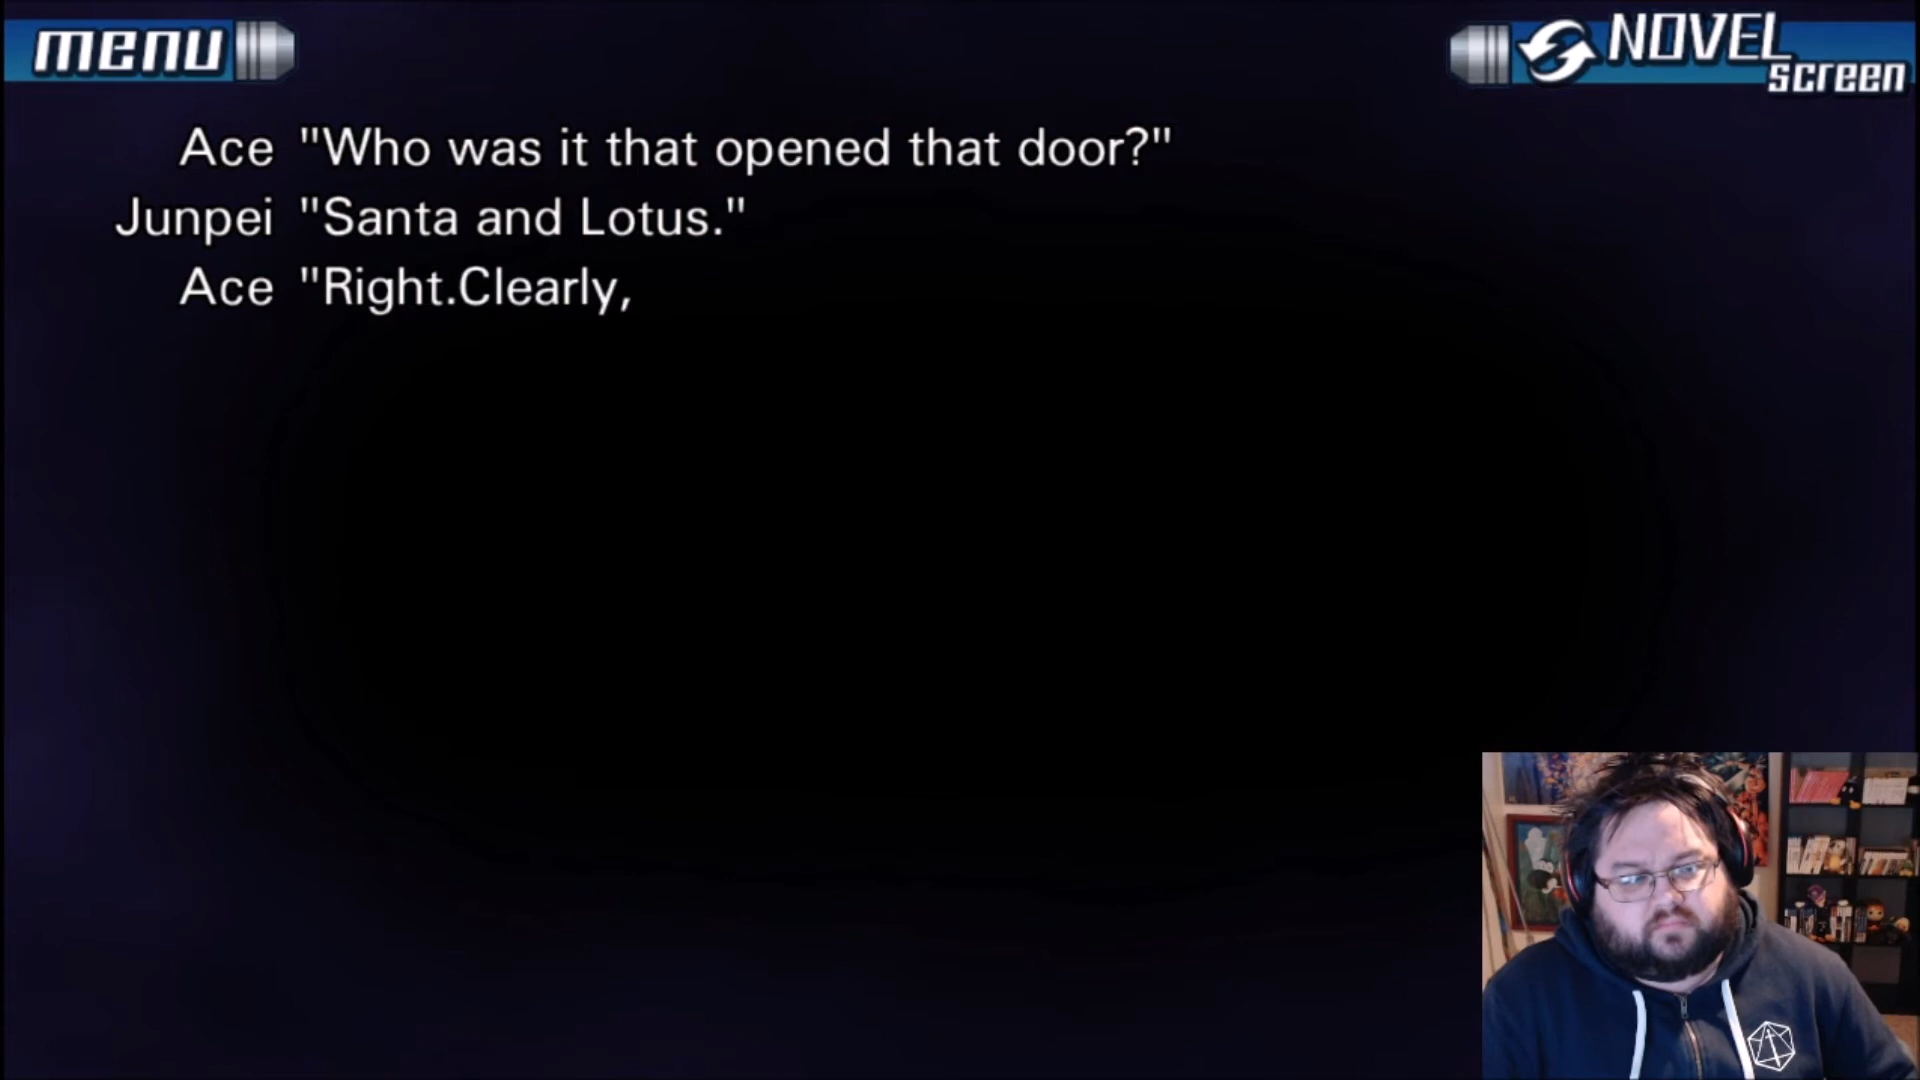 menu
NOVEL
screen
Ace "Who was it that opened that door?"
Junpei "Santa and Lotus."
Ace "Right.Clearly,